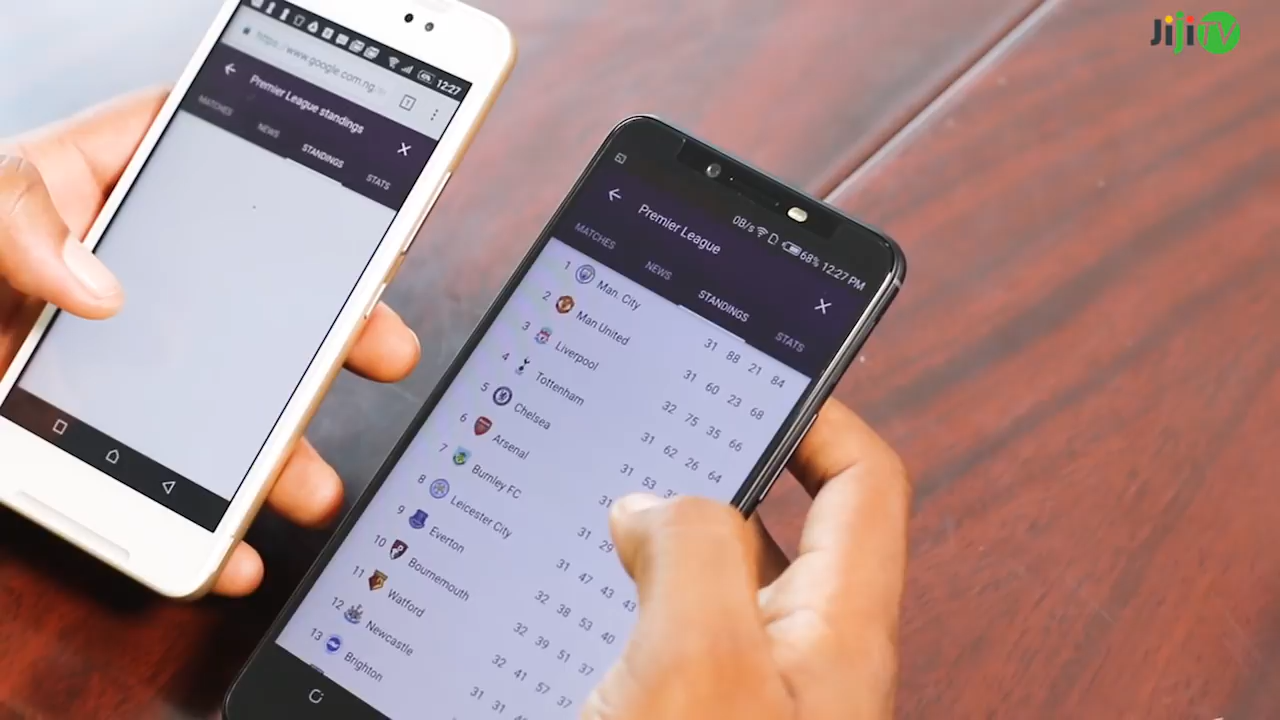 JijiTV
12:27
https://www.google.com.ng
Premier League standings
MATCHES NEWS STANDINGS STATS
0B/s 68% 12:27 PM
Premier League
MATCHES NEWS STANDINGS STATS
1 Man. City 31 88 21 84
2 Man United 31 60 23 68
3 Liverpool 32 75 35 66
4 Tottenham 31 62 26 64
5 Chelsea 31 53
6 Arsenal 31
7 Burnley FC 31 29
8 Leicester City 31 47 43 43
9 Everton 32 38 53 40
10 Bournemouth 32 39 51 37
11 Watford 32 41 57 37
12 Newcastle 31 31
13 Brighton